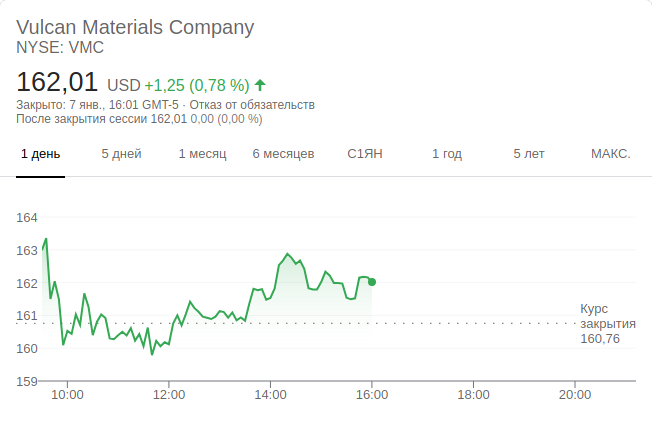 Vulcan Materials Company
NYSE: VMC
162,01 USD +1,25 (0,78 %)
Закрыто: 7 янв., 16:01 GMT-5 · Отказ от обязательств
После закрытия сессии 162,01 0,00 (0,00 %)
1 день 5 дней 1 месяц 6 месяцев С1ЯН 1 год 5 лет МАКС.
164
163
162
161
160
159
Курс
закрытия
160,76
10:00 12:00 14:00 16:00 18:00 20:00